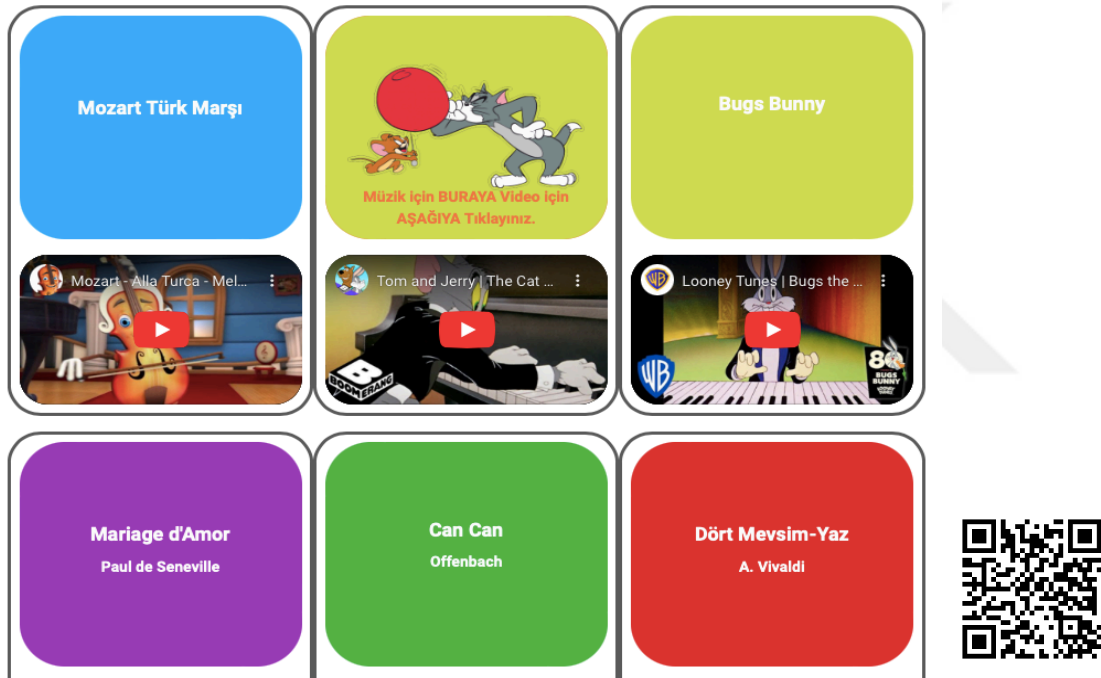 Mozart Türk Marşı
Müzik için BURAYA Video için
AŞAĞIYA Tıklayınız.
Bugs Bunny
Mozart - Alla Turca - Mel...
Tom and Jerry | The Cat ...
BOOMERANG
Looney Tunes | Bugs the ...
WB
WB
80
BUGS
BUNNY
Mariage d'Amor
Paul de Seneville
Can Can
Offenbach
Dört Mevsim-Yaz
A. Vivaldi